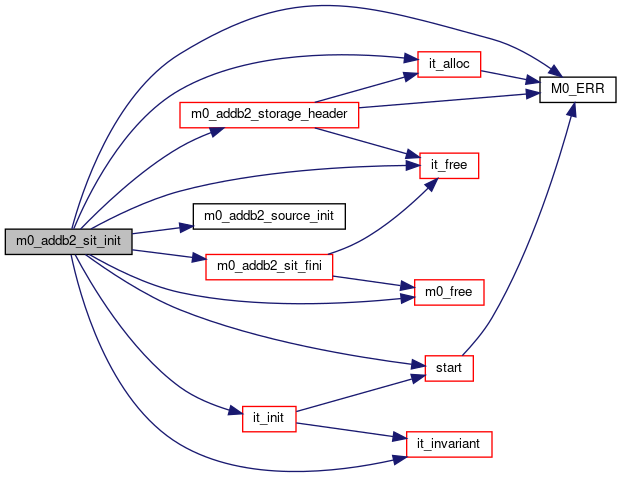 it_alloc
M0_ERR
m0_addb2_storage_header
it_free
m0_addb2_source_init
m0_addb2_sit_init
m0_addb2_sit_fini
m0_free
start
it_init
it_invariant